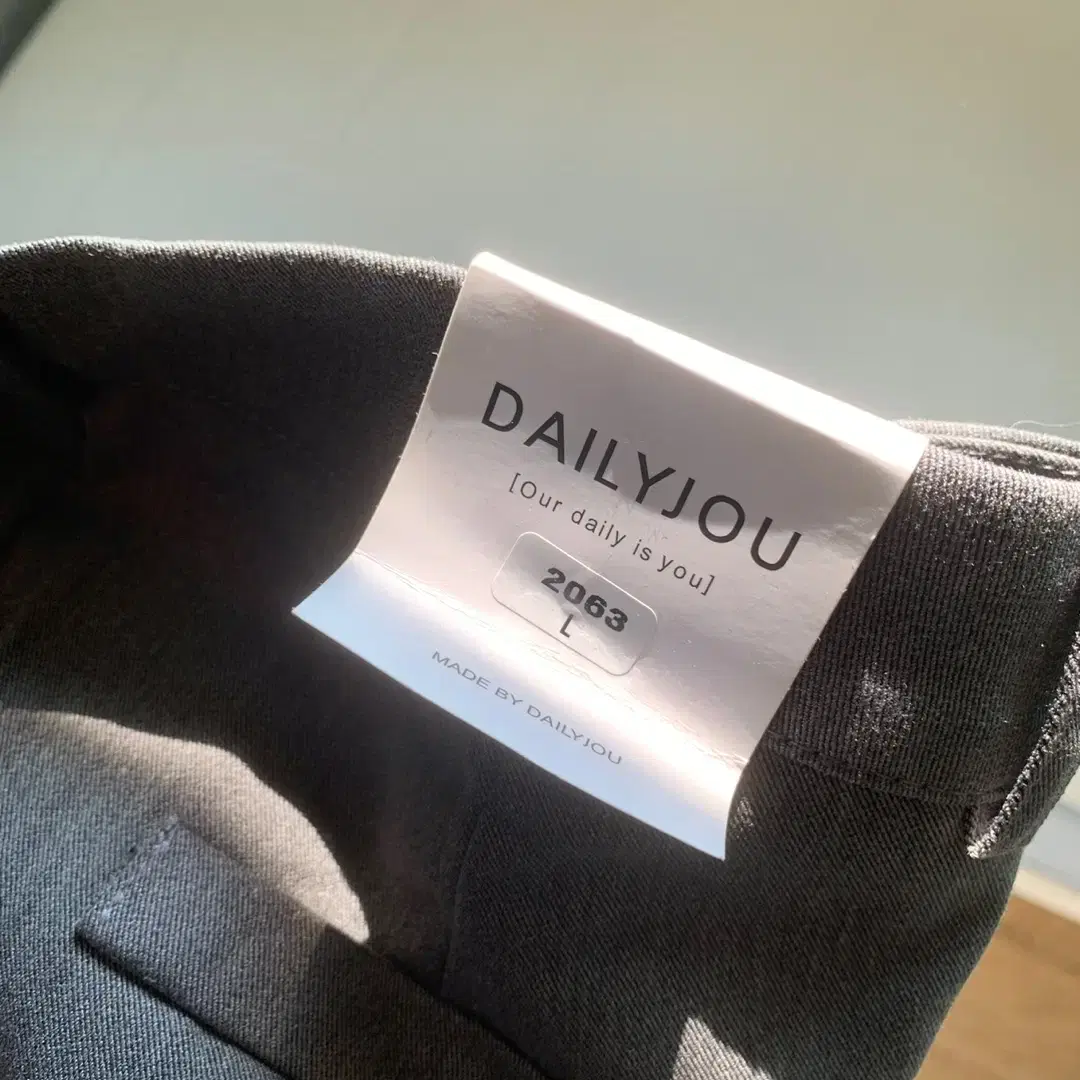 DAILYJOU
[Our daily is you]
2063
L
MADE BY DAILYJOU